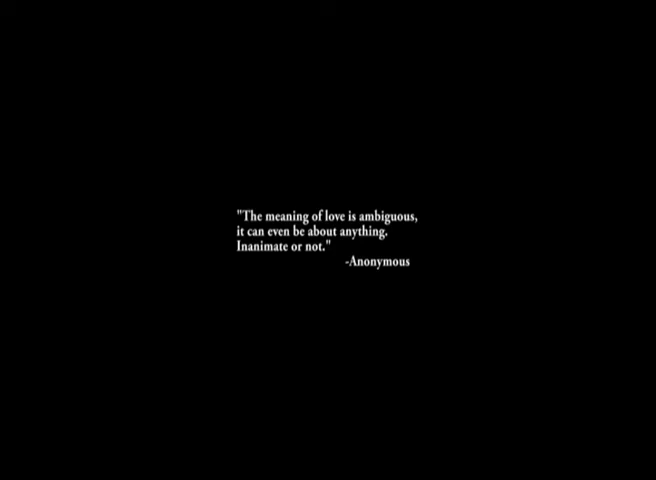 "The meaning of love is ambiguous,
it can even be about anything.
Inanimate or not."
-Anonymous